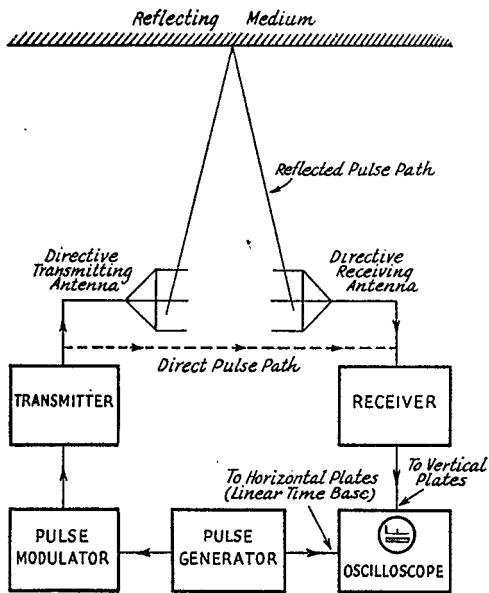 Reflecting Medium
Reflected Pulse Path
Directive
Transmitting
Antenna
Directive
Receiving
Antenna
Direct Pulse Path
TRANSMITTER
RECEIVER
To Horizontal Plates
(Linear Time Base)
To Vertical
Plates
PULSE
MODULATOR
PULSE
GENERATOR
OSCILLOSCOPE